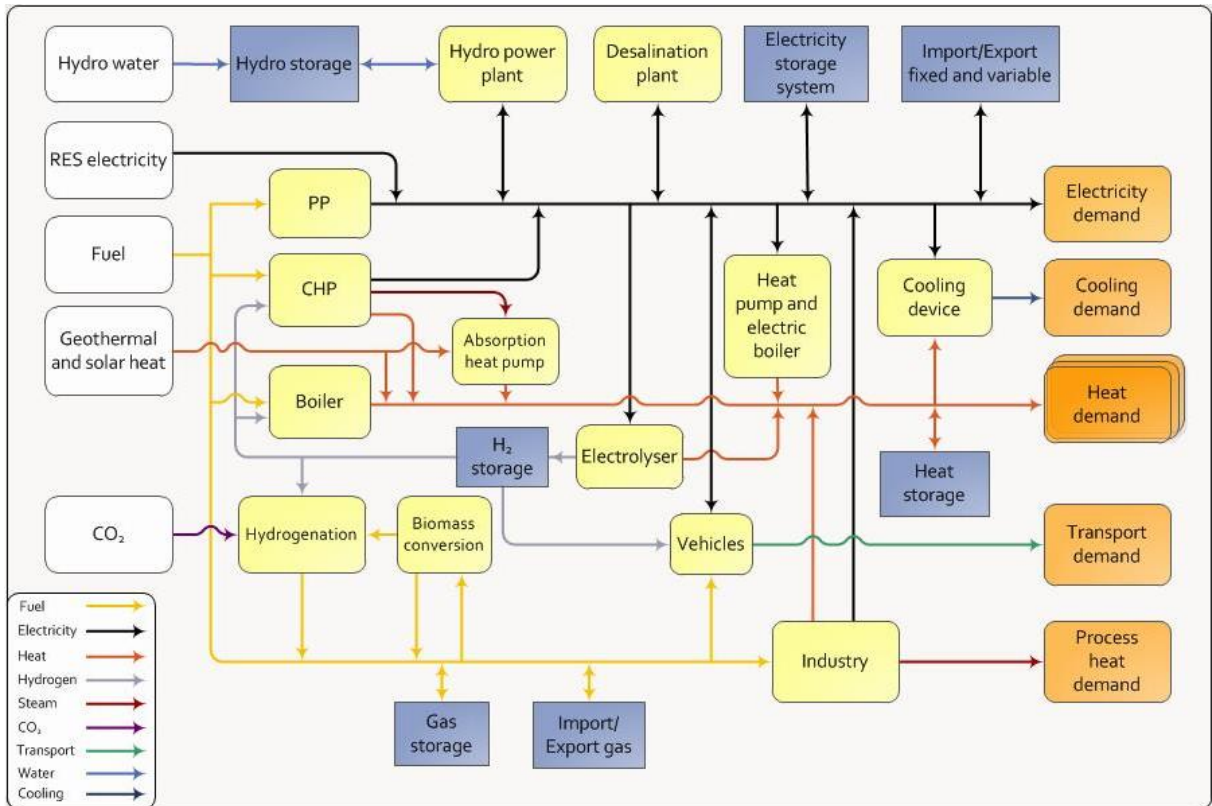 Hydro water
Hydro storage
Hydro power
plant
Desalination
plant
Electricity
storage
system
Import/Export
fixed and variable
RES electricity
PP
Electricity
demand
Fuel
CHP
Heat
pump and
electric
boiler
Cooling
device
Cooling
demand
Geothermal
and solar heat
Absorption
heat pump
Boiler
Heat
demand
H₂
storage
Electrolyser
Heat
storage
CO₂
Hydrogenation
Biomass
conversion
Vehicles
Transport
demand
Fuel
Electricity
Heat
Hydrogen
Steam
CO₂
Transport
Water
Cooling
Industry
Process
heat
demand
Gas
storage
Import/
Export gas